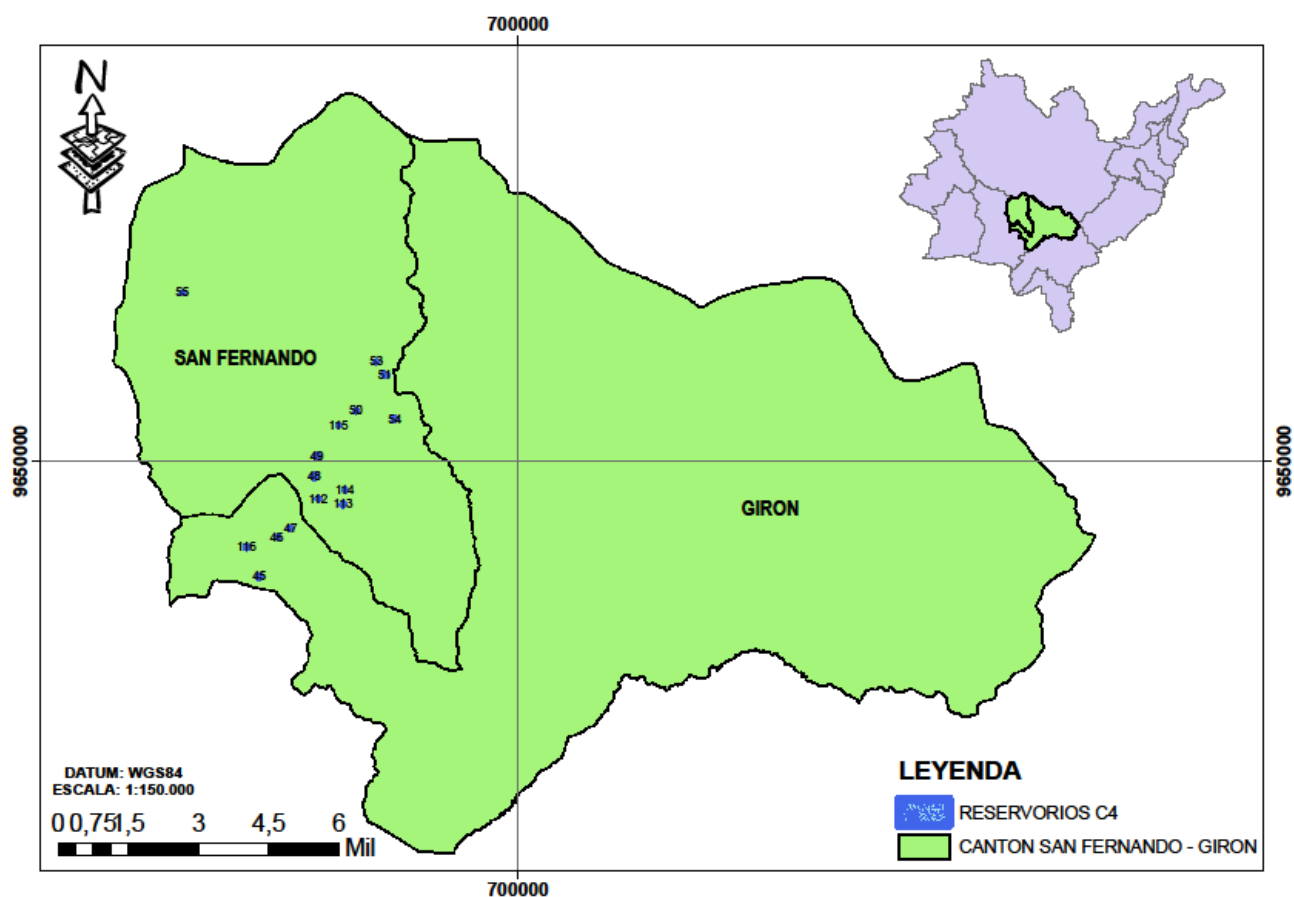 700000
N
55
SAN FERNANDO
53
51
50
54
115
9650000
49
9650000
48
114
112
113
GIRON
47
46
116
45
DATUM: WGS84
ESCALA: 1:150.000
0 0,75 1,5 3 4,5 6
Mil
LEYENDA
RESERVORIOS C4
CANTON SAN FERNANDO - GIRON
700000